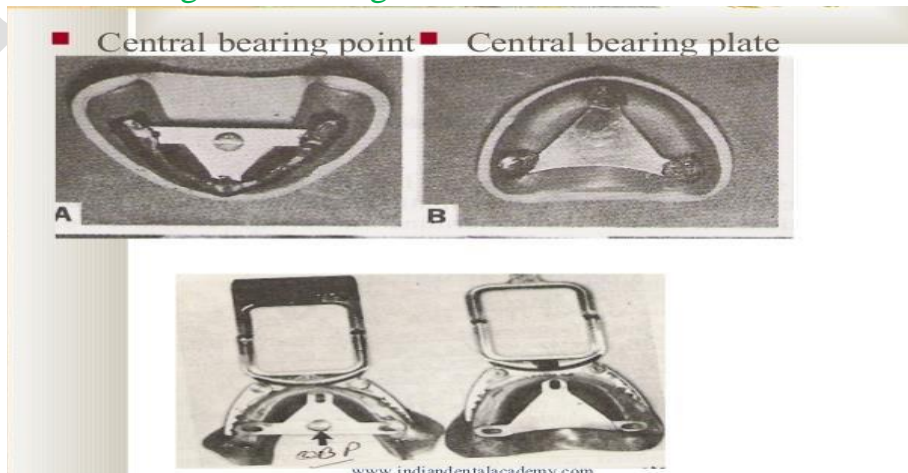 Central bearing point
Central bearing plate
A
B
CBP
www.indiandentalacademy.com